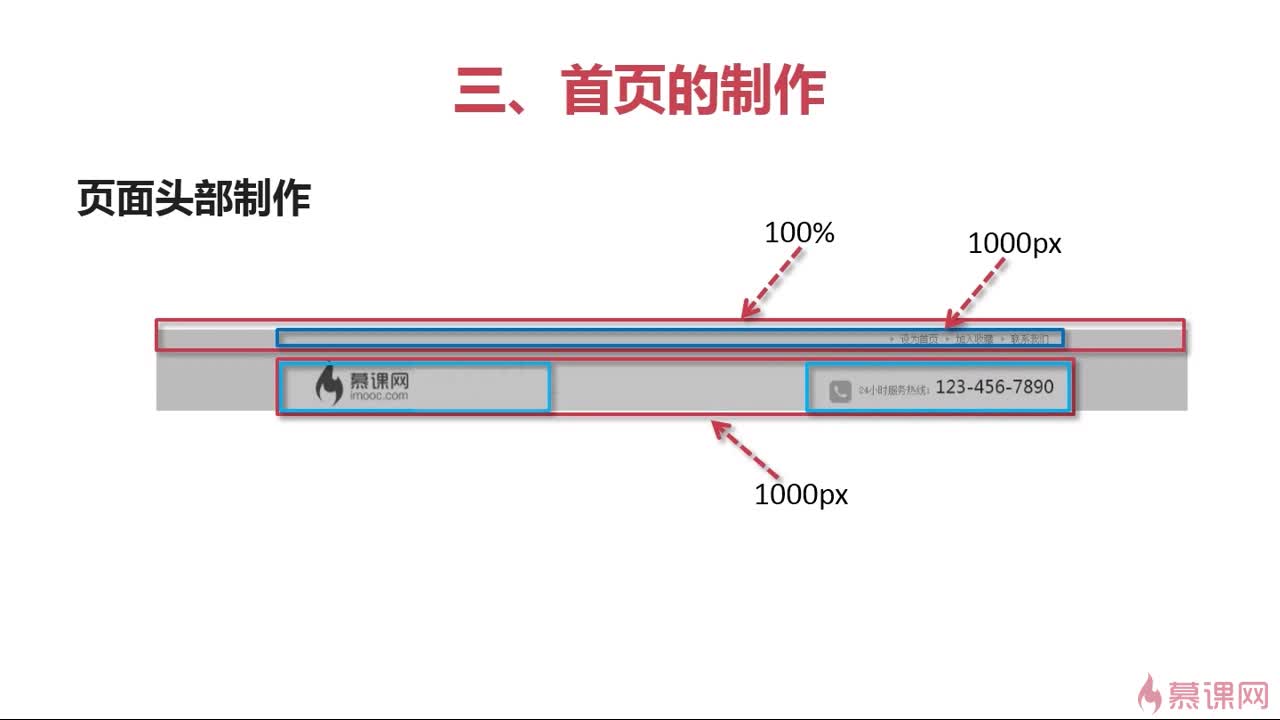 三、首页的制作
页面头部制作
100%
1000px
设为首页 加入收藏 联系我们
慕课网
imooc.com
24小时服务热线: 123-456-7890
1000px
慕课网